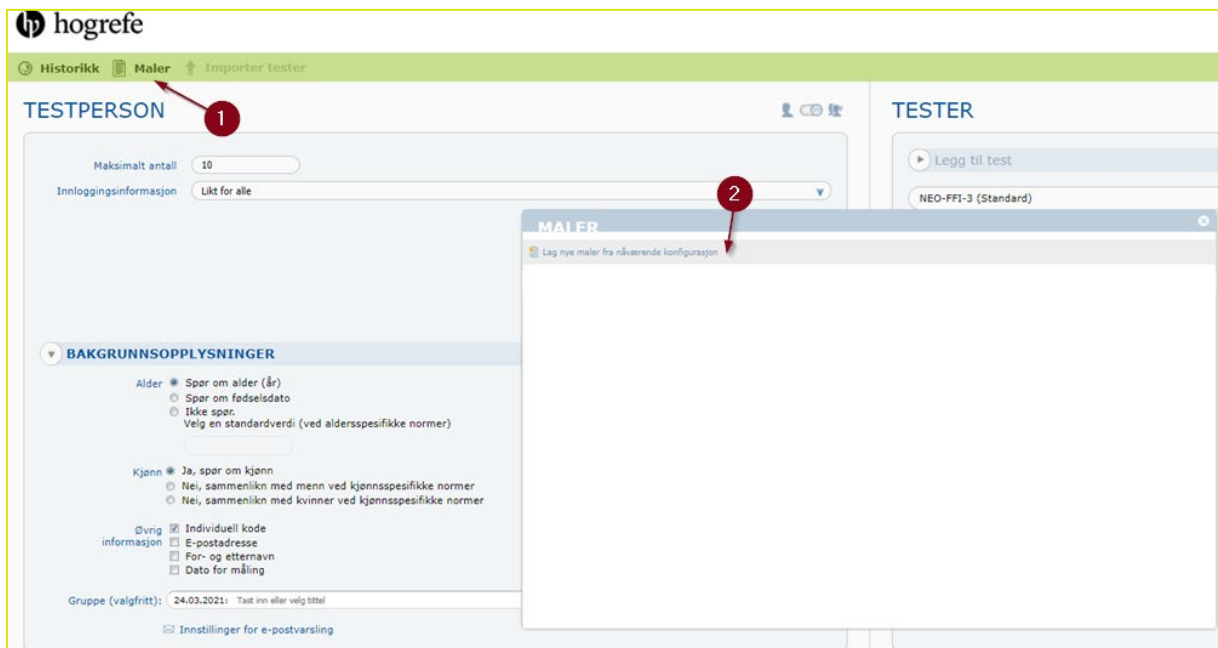 hogrefe
Historikk Maler Importer tester
1
TESTPERSON
TESTER
Maksimalt antall 10
Innloggingsinformasjon Likt for alle
Legg til test
NEO-FFI-3 (Standard)
2
MALER
Lag nye maler fra nåværende konfigurasjon
BAKGRUNNSOPPLYSNINGER
Alder Spør om alder (år)
Spør om fødselsdato
Ikke spør.
Velg en standardverdi (ved aldersspesifikke normer)
Kjønn Ja, spør om kjønn
Nei, sammenlikn med menn ved kjønnsspesifikke normer
Nei, sammenlikn med kvinner ved kjønnsspesifikke normer
Øvrig informasjon Individuell kode
E-postadresse
For- og etternavn
Dato for måling
Gruppe (valgfritt): 24.03.2021: Tast inn eller velg tittel
Innstillinger for e-postvarsling